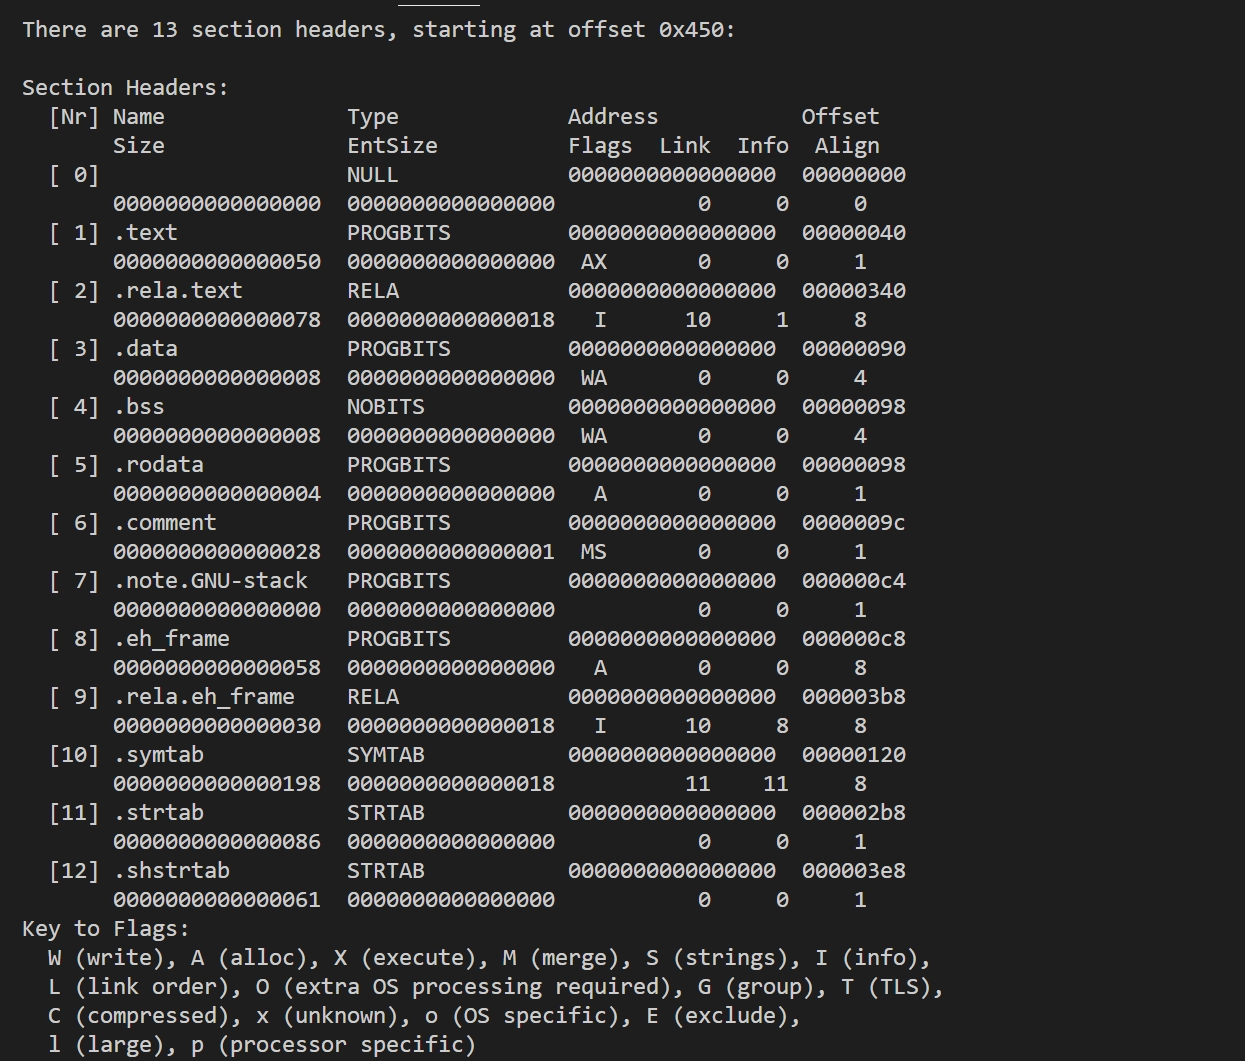 There are 13 section headers, starting at offset 0x450:

Section Headers:
  [Nr] Name              Type             Address           Offset
       Size              EntSize          Flags  Link  Info  Align
  [ 0]                   NULL             0000000000000000  00000000
       0000000000000000  0000000000000000           0     0     0
  [ 1] .text             PROGBITS         0000000000000000  00000040
       0000000000000050  0000000000000000  AX       0     0     1
  [ 2] .rela.text        RELA             0000000000000000  00000340
       0000000000000078  0000000000000018   I      10     1     8
  [ 3] .data             PROGBITS         0000000000000000  00000090
       0000000000000008  0000000000000000  WA       0     0     4
  [ 4] .bss              NOBITS           0000000000000000  00000098
       0000000000000008  0000000000000000  WA       0     0     4
  [ 5] .rodata           PROGBITS         0000000000000000  00000098
       0000000000000004  0000000000000000   A       0     0     1
  [ 6] .comment          PROGBITS         0000000000000000  0000009c
       0000000000000028  0000000000000001  MS       0     0     1
  [ 7] .note.GNU-stack   PROGBITS         0000000000000000  000000c4
       0000000000000000  0000000000000000           0     0     1
  [ 8] .eh_frame         PROGBITS         0000000000000000  000000c8
       0000000000000058  0000000000000000   A       0     0     8
  [ 9] .rela.eh_frame    RELA             0000000000000000  000003b8
       0000000000000030  0000000000000018   I      10     8     8
  [10] .symtab           SYMTAB           0000000000000000  00000120
       0000000000000198  0000000000000018          11    11     8
  [11] .strtab           STRTAB           0000000000000000  000002b8
       0000000000000086  0000000000000000           0     0     1
  [12] .shstrtab         STRTAB           0000000000000000  000003e8
       0000000000000061  0000000000000000           0     0     1
Key to Flags:
  W (write), A (alloc), X (execute), M (merge), S (strings), I (info),
  L (link order), O (extra OS processing required), G (group), T (TLS),
  C (compressed), x (unknown), o (OS specific), E (exclude),
  l (large), p (processor specific)